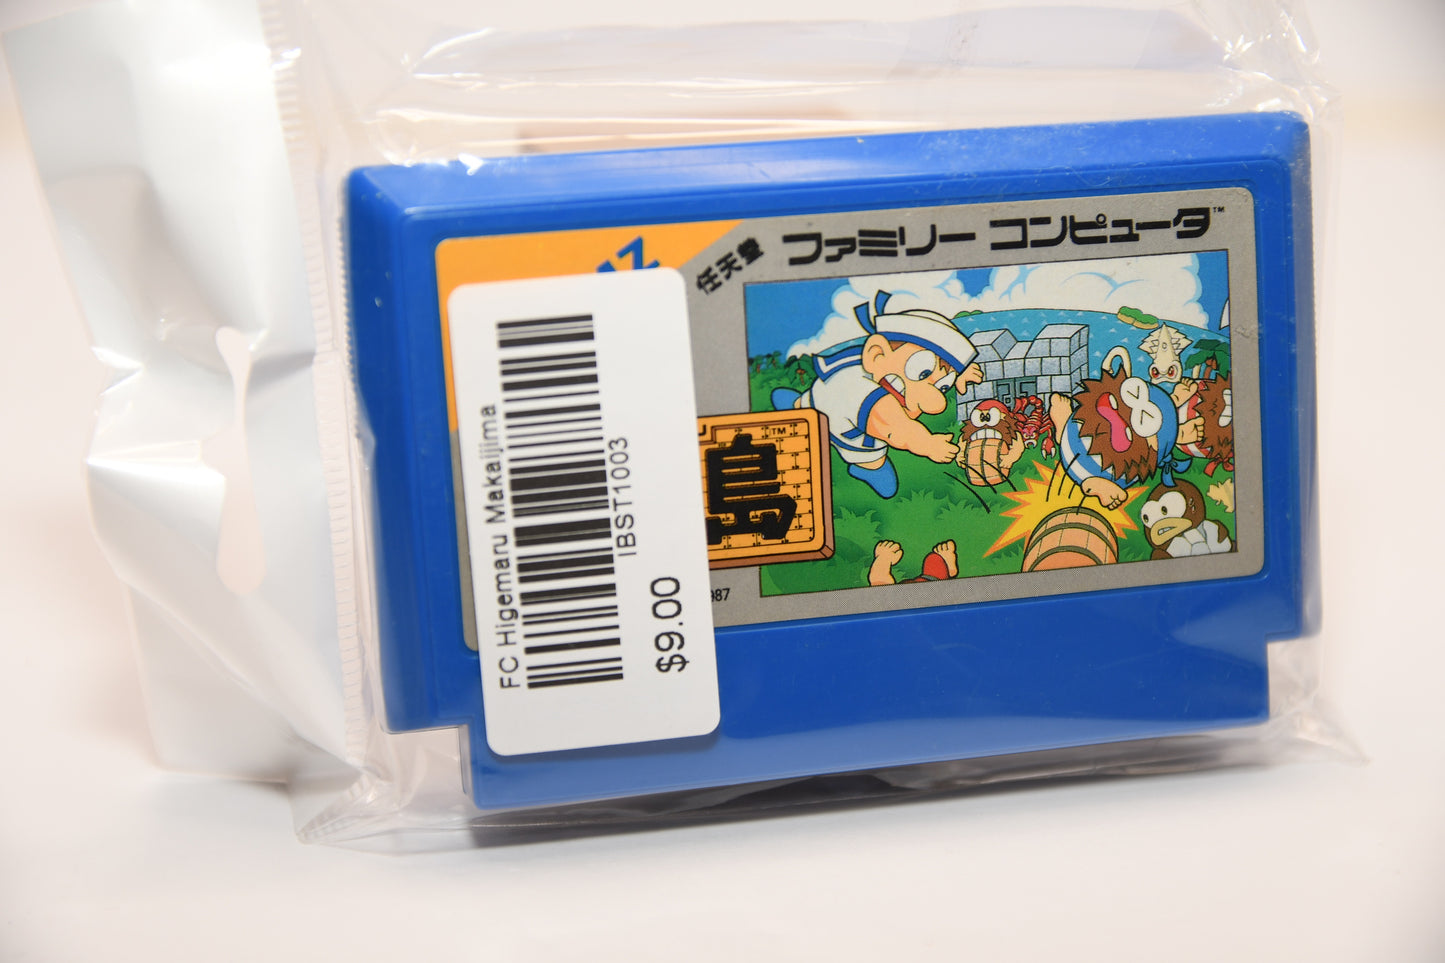 任天堂 ファミリー コンピュータ™
島
™
FC Higemaru Makaijima
IBST1003
$9.00